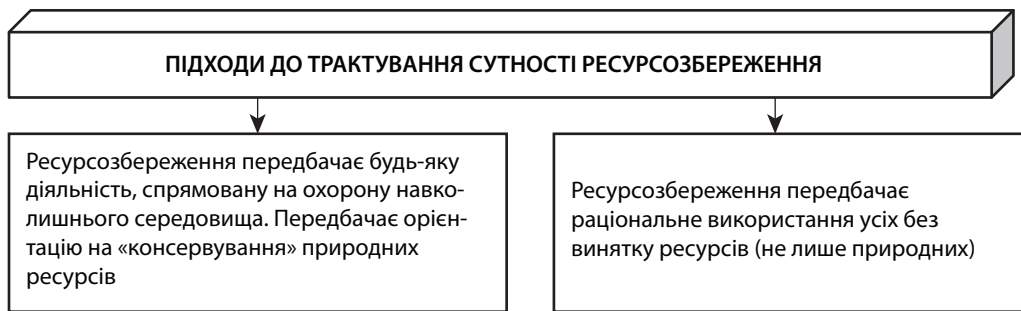 ПІДХОДИ ДО ТРАКТУВАННЯ СУТНОСТІ РЕСУРСОЗБЕРЕЖЕННЯ
Ресурсозбереження передбачає будь-яку
діяльність, спрямовану на охорону навко-
лишнього середовища. Передбачає орієн-
тацію на «консервування» природних
ресурсів
Ресурсозбереження передбачає
раціональне використання усіх без
винятку ресурсів (не лише природних)